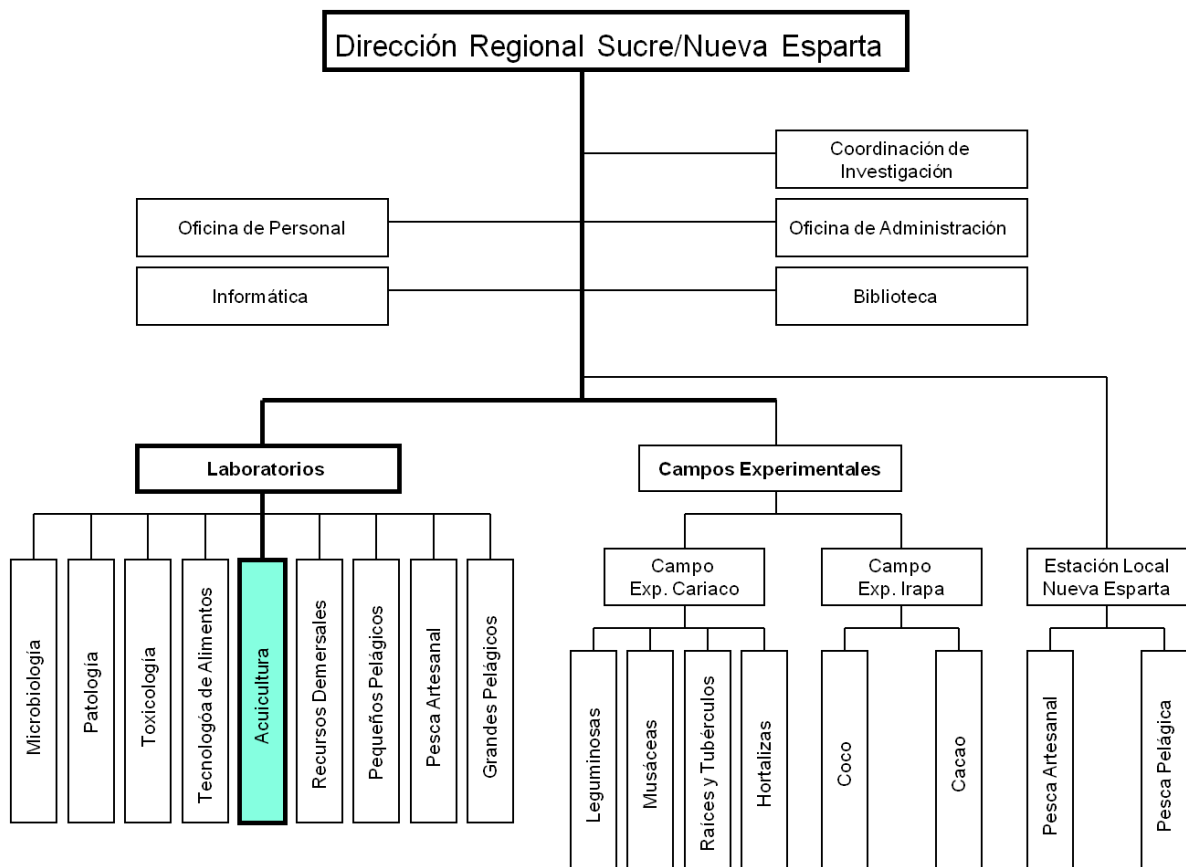 Dirección Regional Sucre/Nueva Esparta
Coordinación de
Investigación
Oficina de Personal
Oficina de Administración
Informática
Biblioteca
Laboratorios
Campos Experimentales
Campo
Exp. Cariaco
Campo
Exp. Irapa
Estación Local
Nueva Esparta
Microbiología
Patología
Toxicología
Tecnologóa de Alimentos
Acuicultura
Recursos Demersales
Pequeños Pelágicos
Pesca Artesanal
Grandes Pelágicos
Leguminosas
Musáceas
Raíces y Tubérculos
Hortalizas
Coco
Cacao
Pesca Artesanal
Pesca Pelágica